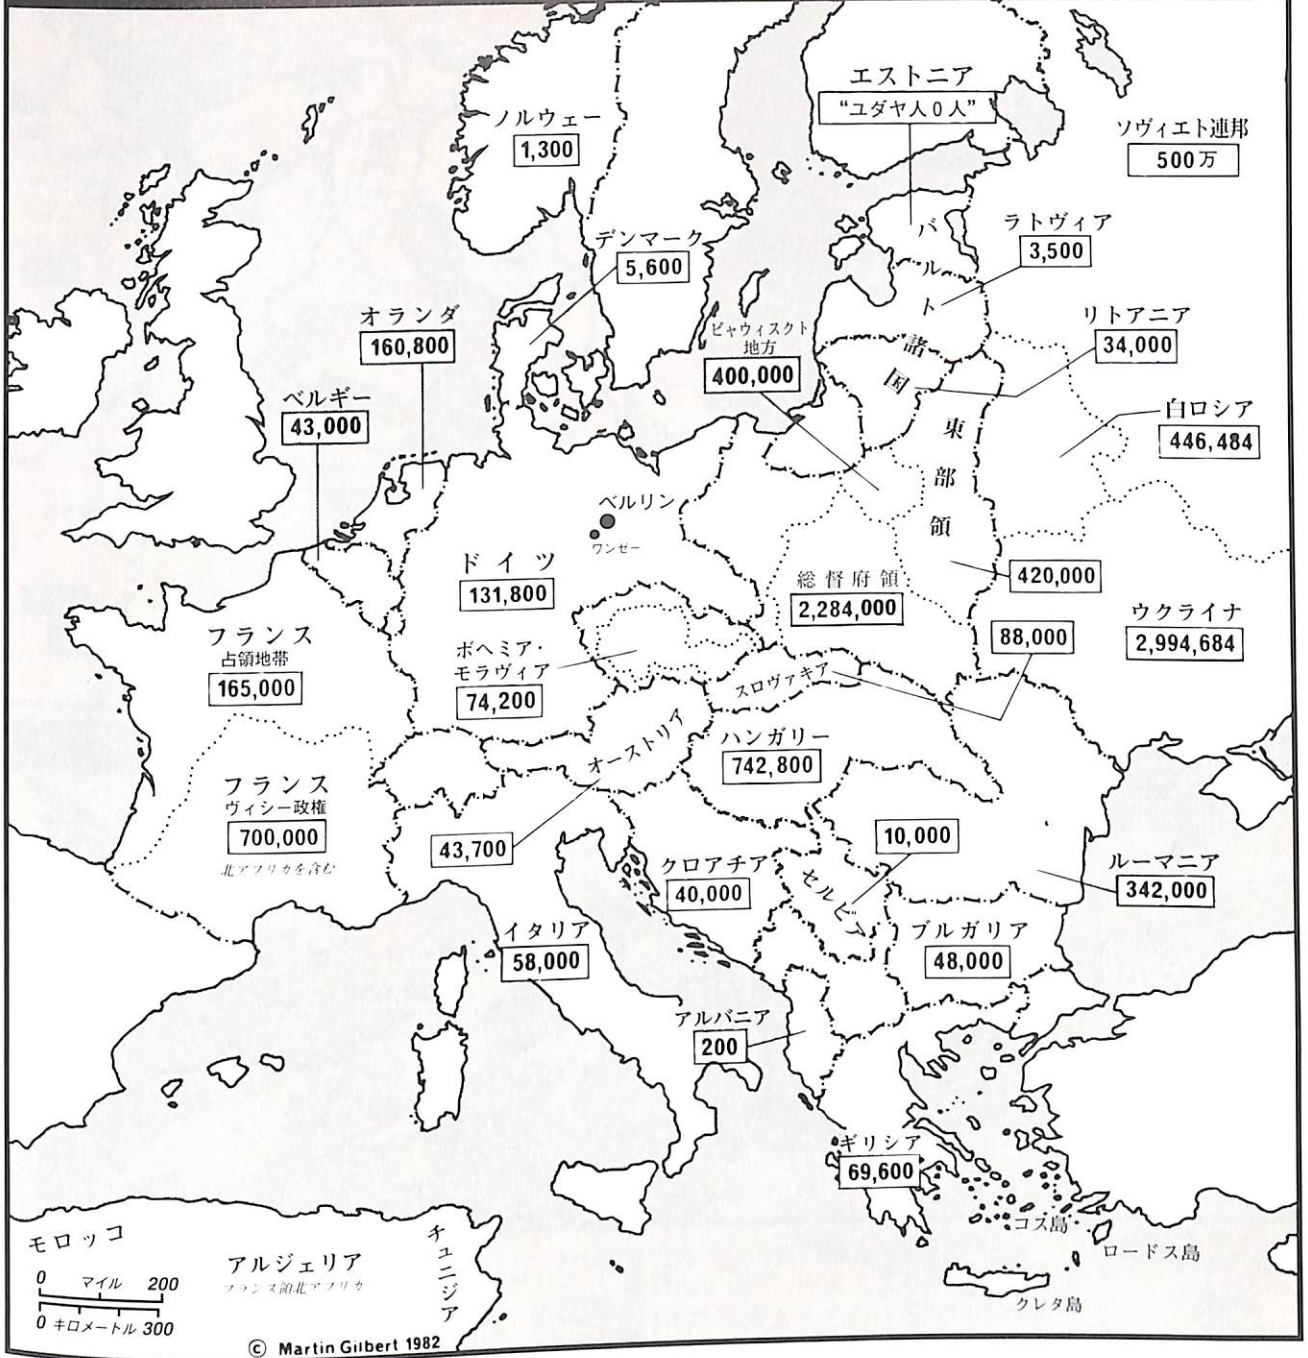 エストニア
“ユダヤ人0人”
ノルウェー
1,300
ソヴィエト連邦
500万
デンマーク
5,600
ラトヴィア
3,500
バルト諸国
オランダ
160,800
ビャウィスクト
地方
400,000
リトアニア
34,000
ベルギー
43,000
白ロシア
446,484
東部領
420,000
ベルリン
ワンゼー
ドイツ
131,800
総督府領
2,284,000
ウクライナ
2,994,684
フランス
占領地帯
165,000
ボヘミア・
モラヴィア
74,200
88,000
スロヴァキア
オーストリア
43,700
ハンガリー
742,800
フランス
ヴィシー政権
700,000
北アフリカを含む
10,000
セルビア
クロアチア
40,000
ルーマニア
342,000
イタリア
58,000
ブルガリア
48,000
アルバニア
200
ギリシア
69,600
コス島
ロードス島
クレタ島
モロッコ
アルジェリア
フランス領北アフリカ
チュニジア
0 マイル 200
0 キロメートル 300
© Martin Gilbert 1982